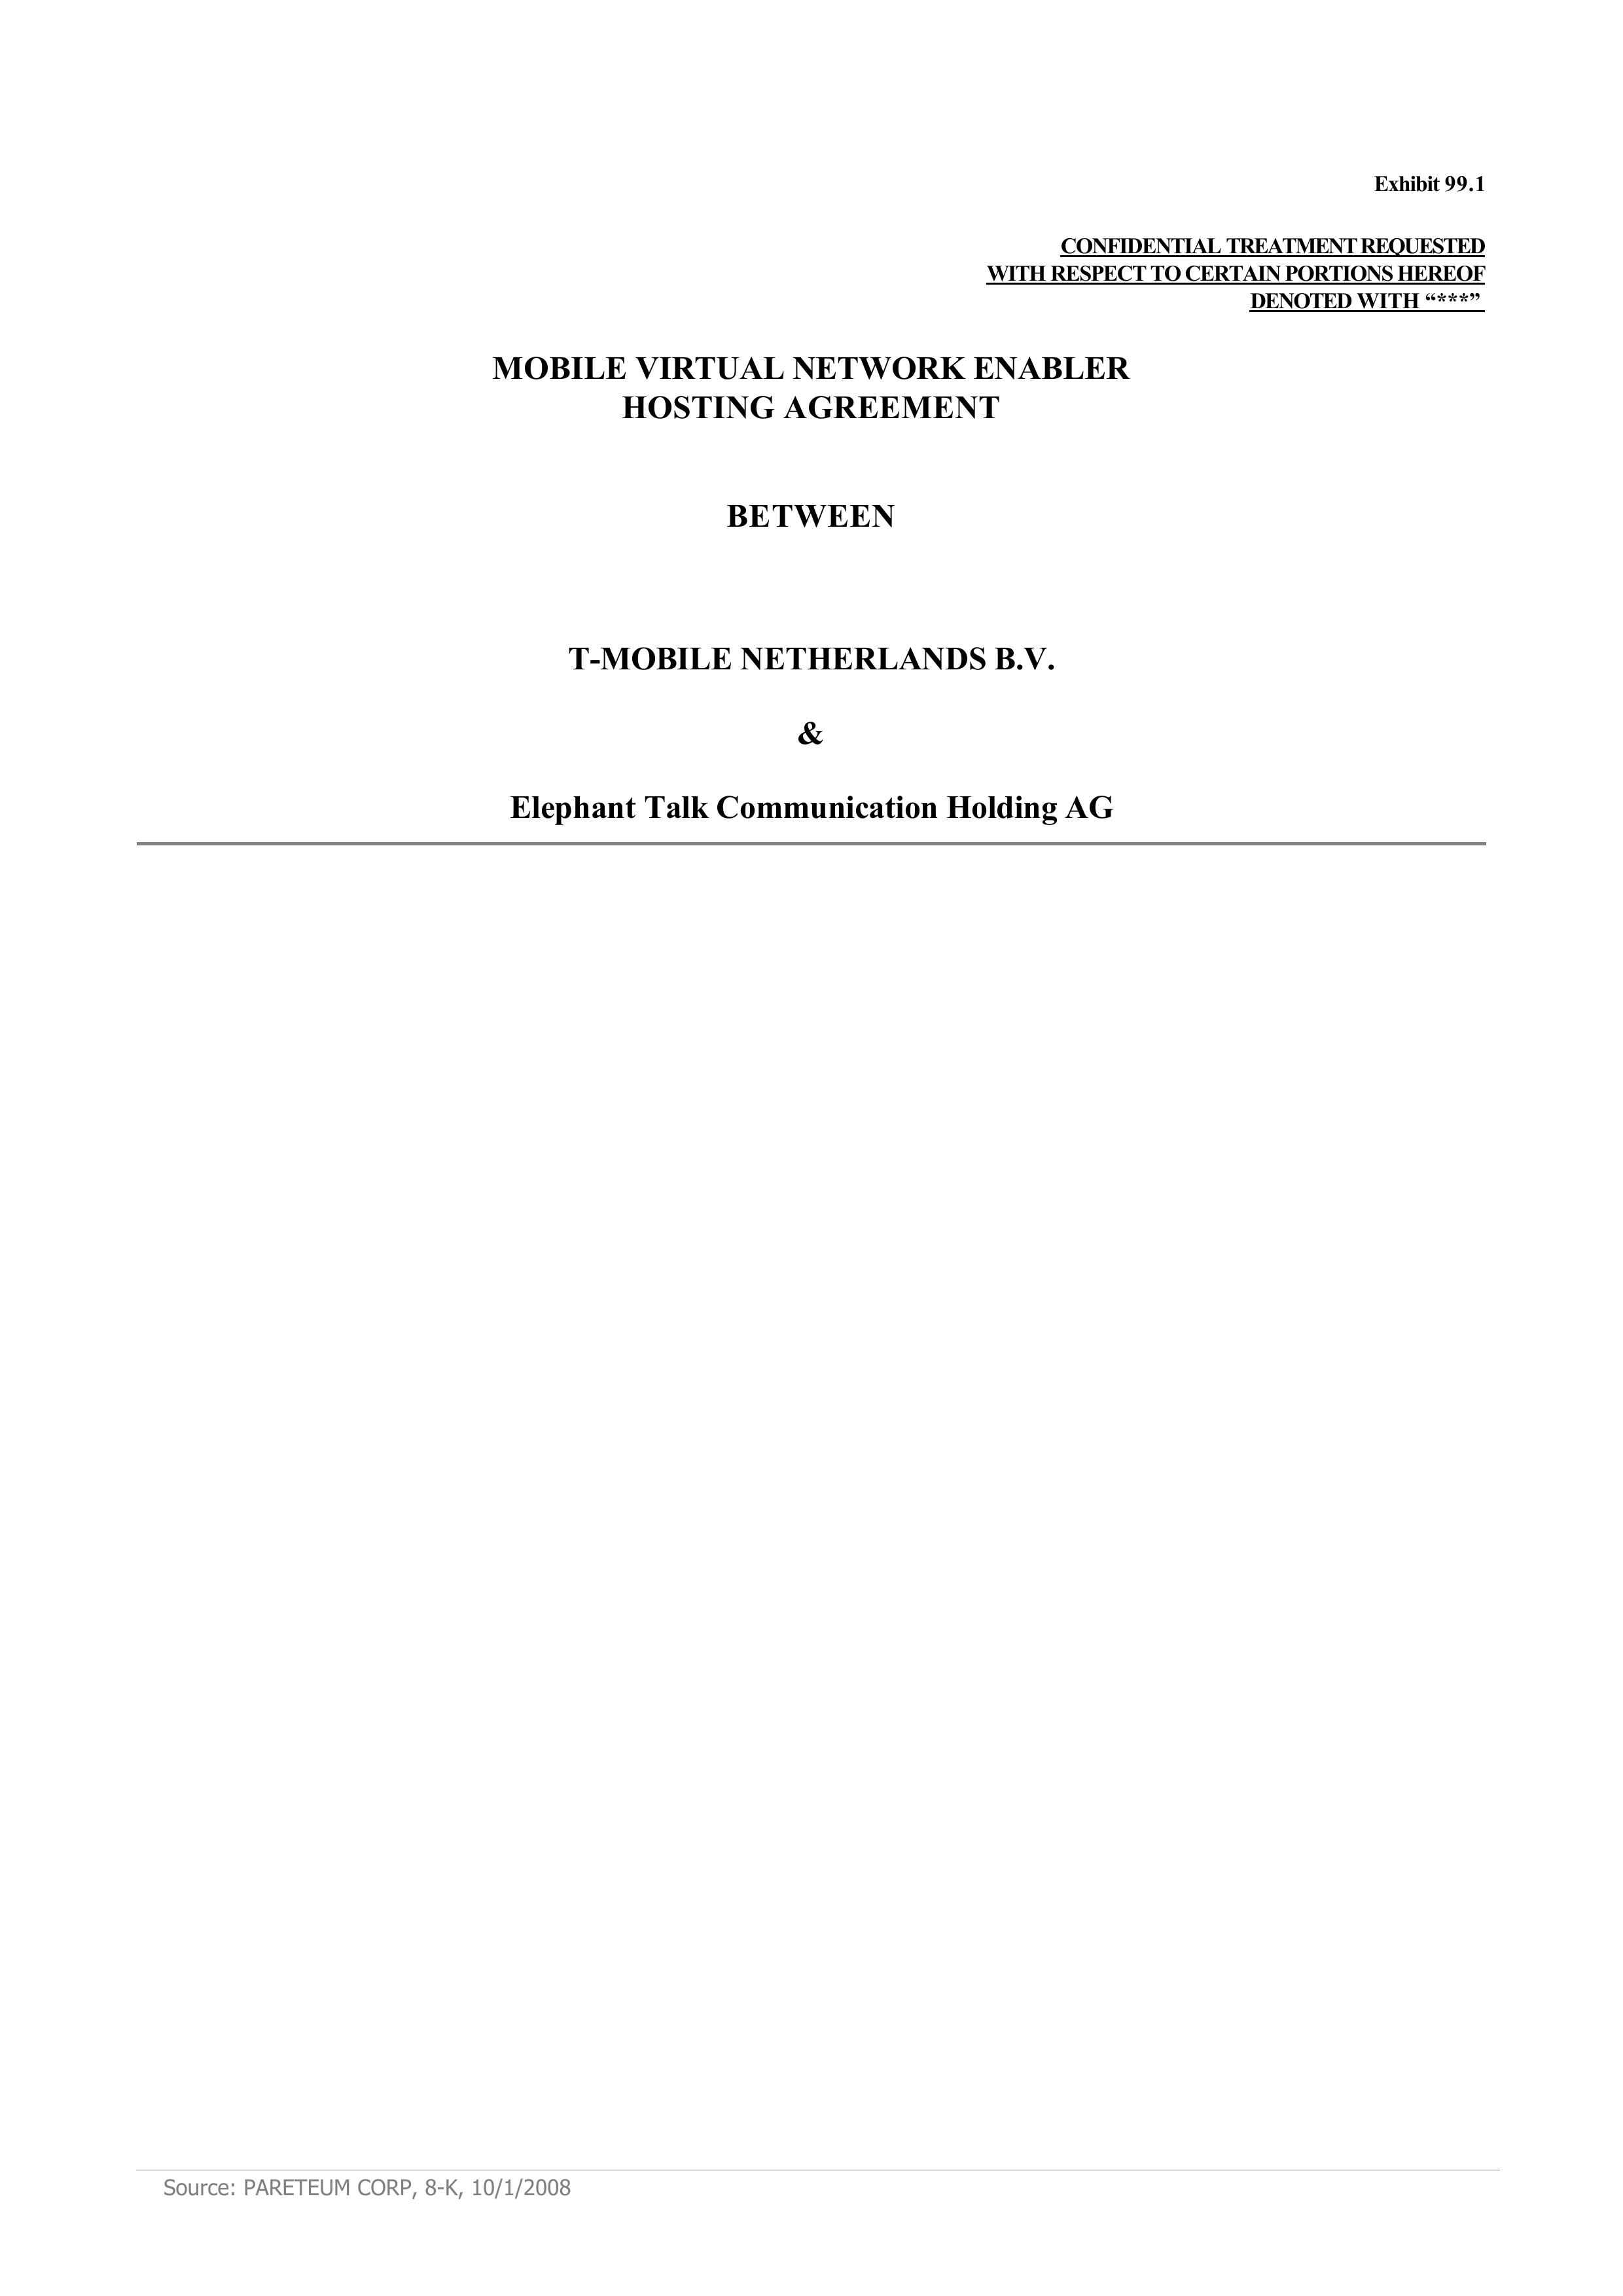 Exhibit 99.1
CONFIDENTIAL TREATMENT REQUESTED
WITH RESPECT TO CERTAIN PORTIONS HEREOF
DENOTED WITH “***”
MOBILE VIRTUAL NETWORK ENABLER
HOSTING AGREEMENT
BETWEEN
T-MOBILE NETHERLANDS B.V.
&
Elephant Talk Communication Holding AG
Source: PARETEUM CORP, 8-K, 10/1/2008